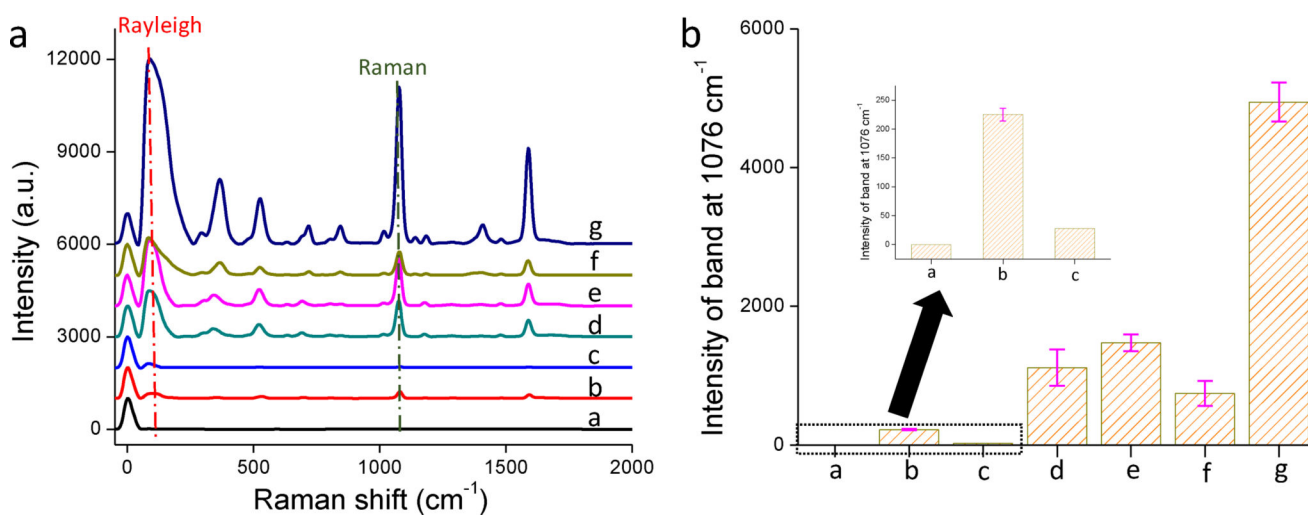 a
Rayleigh
Raman
Intensity (a.u.)
12000
9000
6000
3000
0
g
f
e
d
c
b
a
0 500 1000 1500 2000
Raman shift (cm⁻¹)
b
Intensity of band at 1076 cm⁻¹
6000
4000
2000
0
Intensity of band at 1076 cm⁻¹
250
200
150
100
50
0
a b c
a b c d e f g